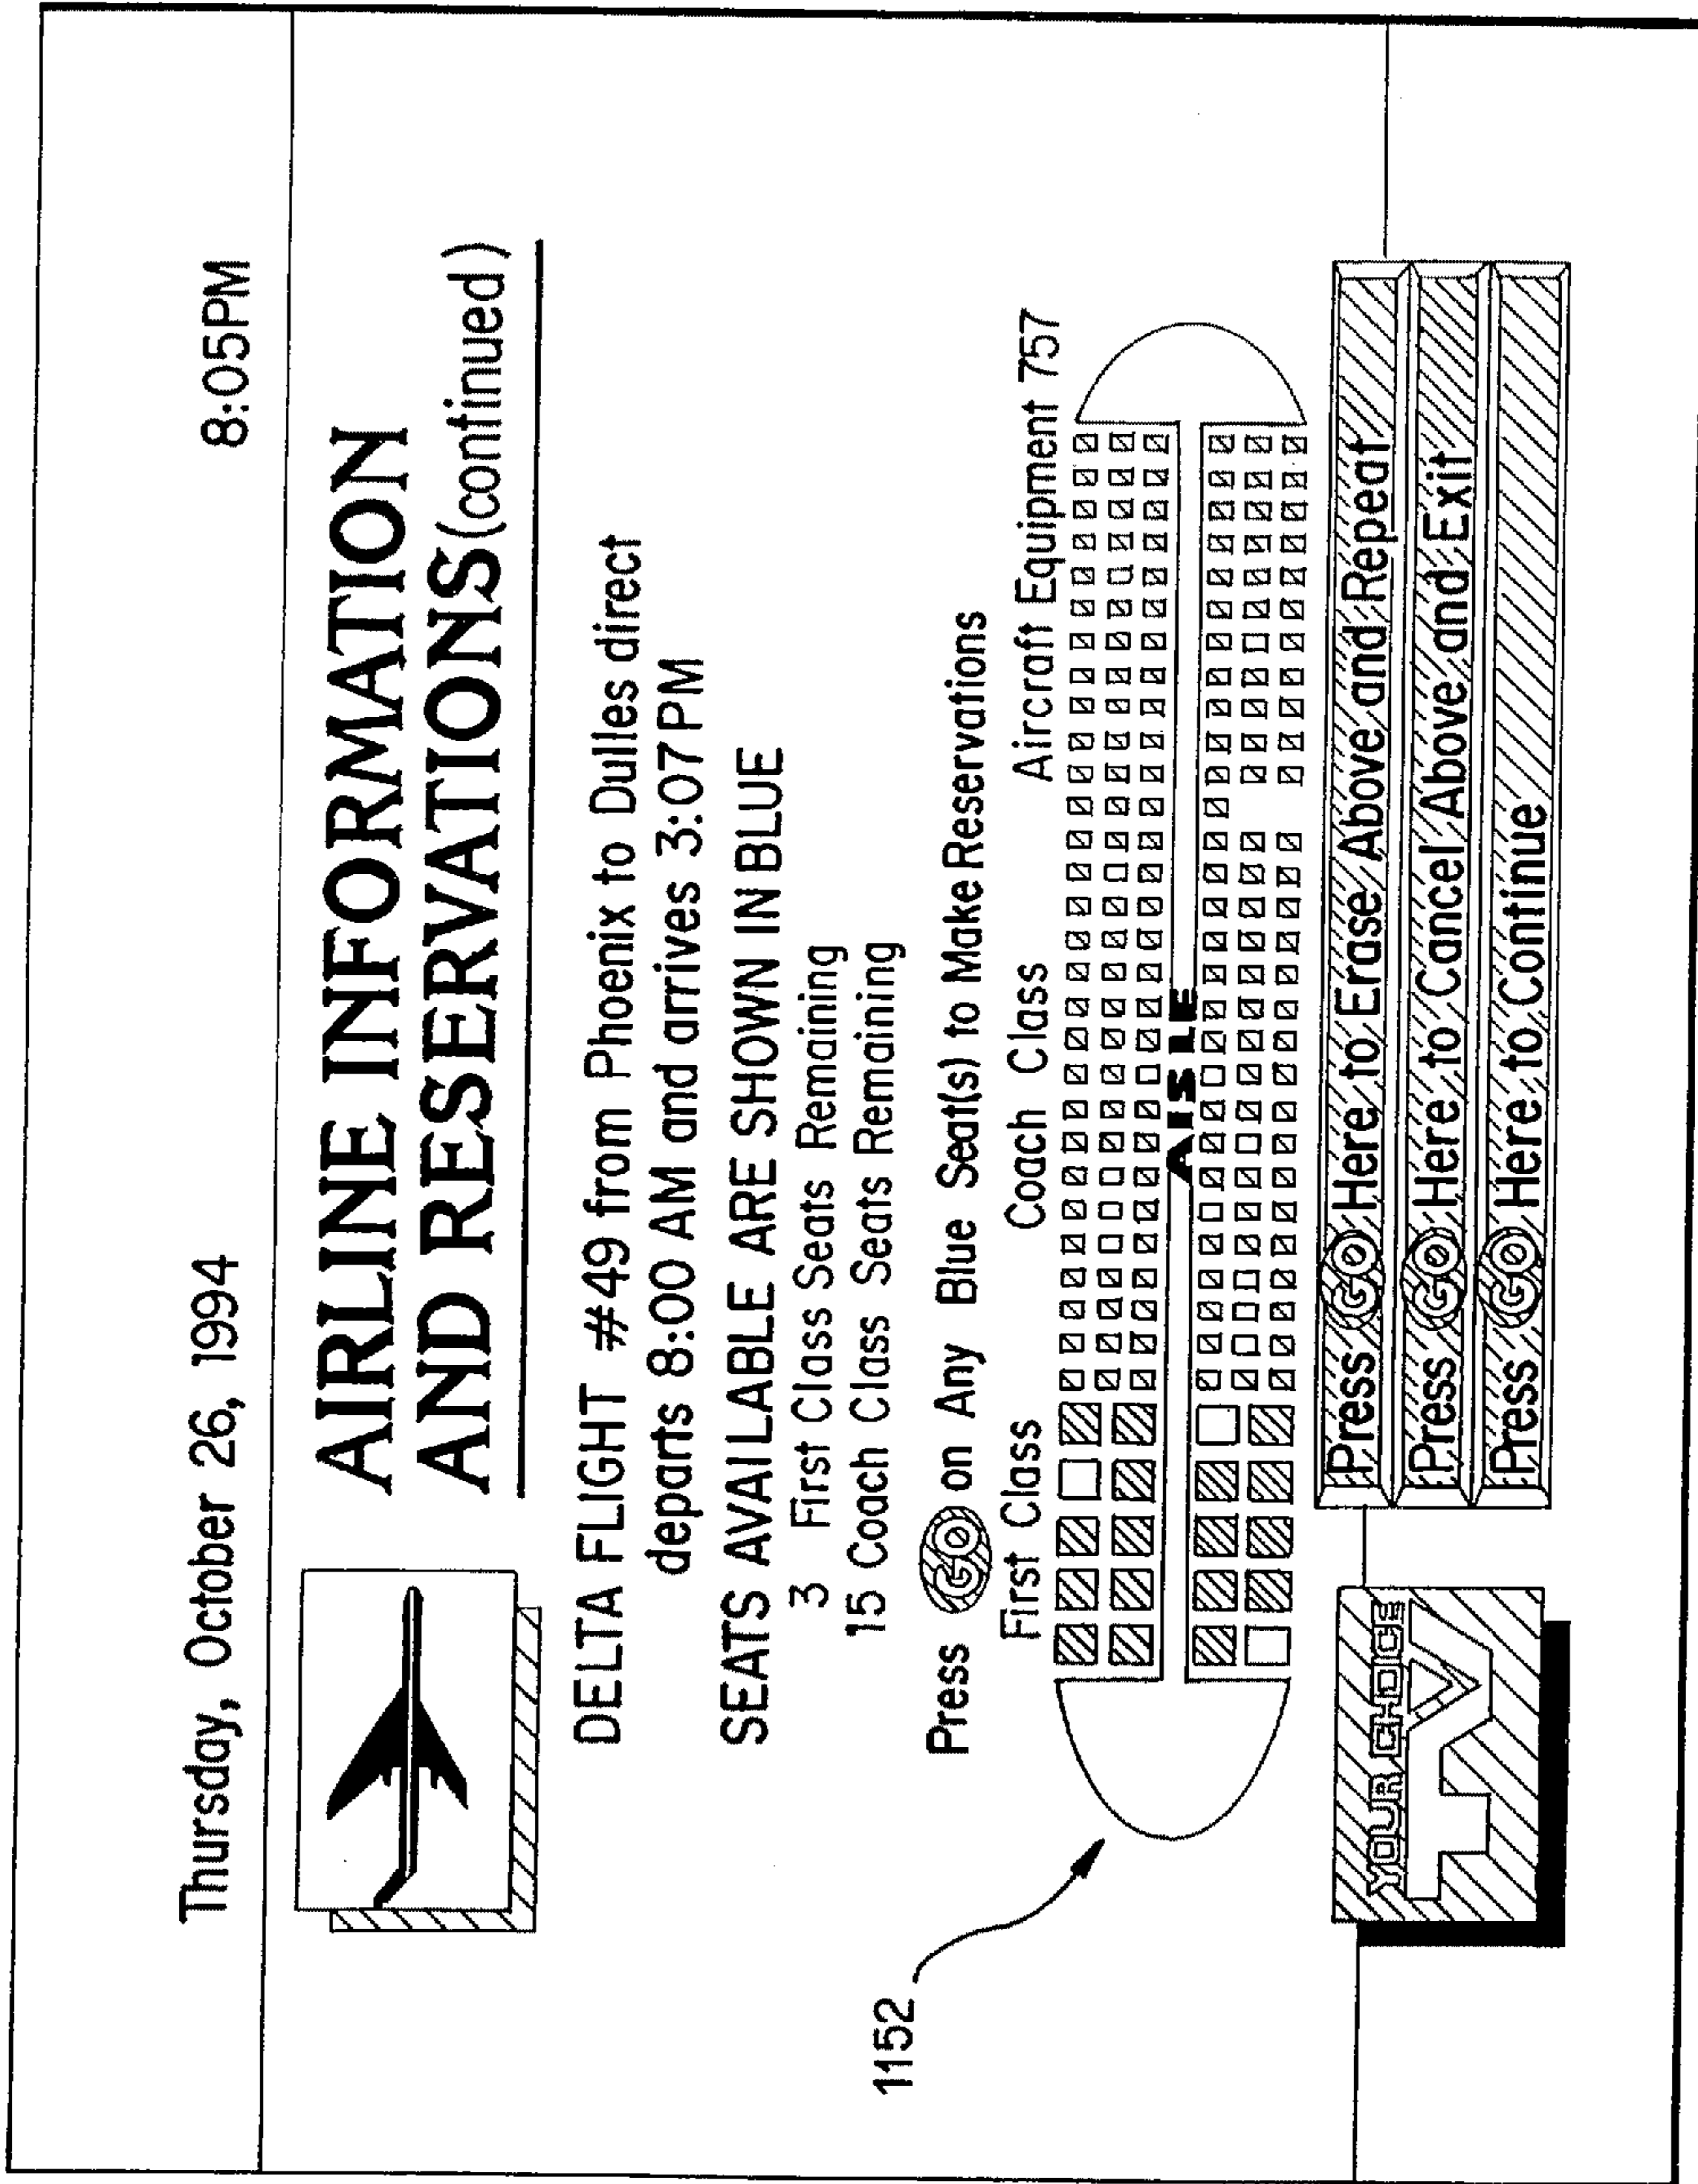 Thursday, October 26, 1994 8:05PM
AIRLINE INFORMATION
AND RESERVATIONS (continued)
DELTA FLIGHT #49 from Phoenix to Dulles direct
departs 8:00 AM and arrives 3:07PM
SEATS AVAILABLE ARE SHOWN IN BLUE
3 First Class Seats Remaining
15 Coach Class Seats Remaining
Press GO on Any Blue Seat(s) to Make Reservations
First Class Coach Class Aircraft Equipment 757
1152
AISLE
Press GO Here to Erase Above and Repeat
Press GO Here to Cancel Above and Exit
Press GO Here to Continue
YOUR CHOICE
TV